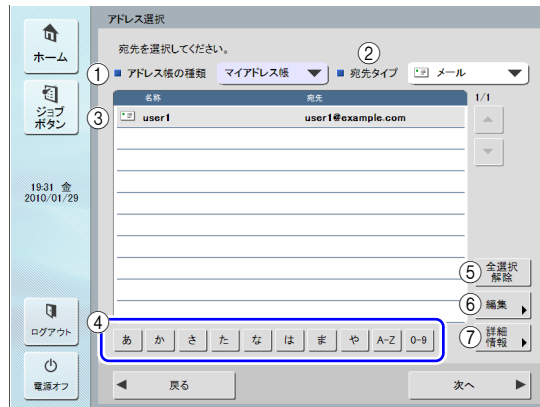 アドレス選択
ホーム
宛先を選択してください。
① アドレス帳の種類 マイアドレス帳 ② 宛先タイプ メール
名称 宛先 1/1
③ user1 user1@example.com
ジョブ
ボタン
19:31 金
2010/01/29
⑤ 全選択
解除
⑥ 編集
⑦ 詳細
情報
④ あ か さ た な は ま や A-Z 0-9
ログアウト
電源オフ
戻る 次へ